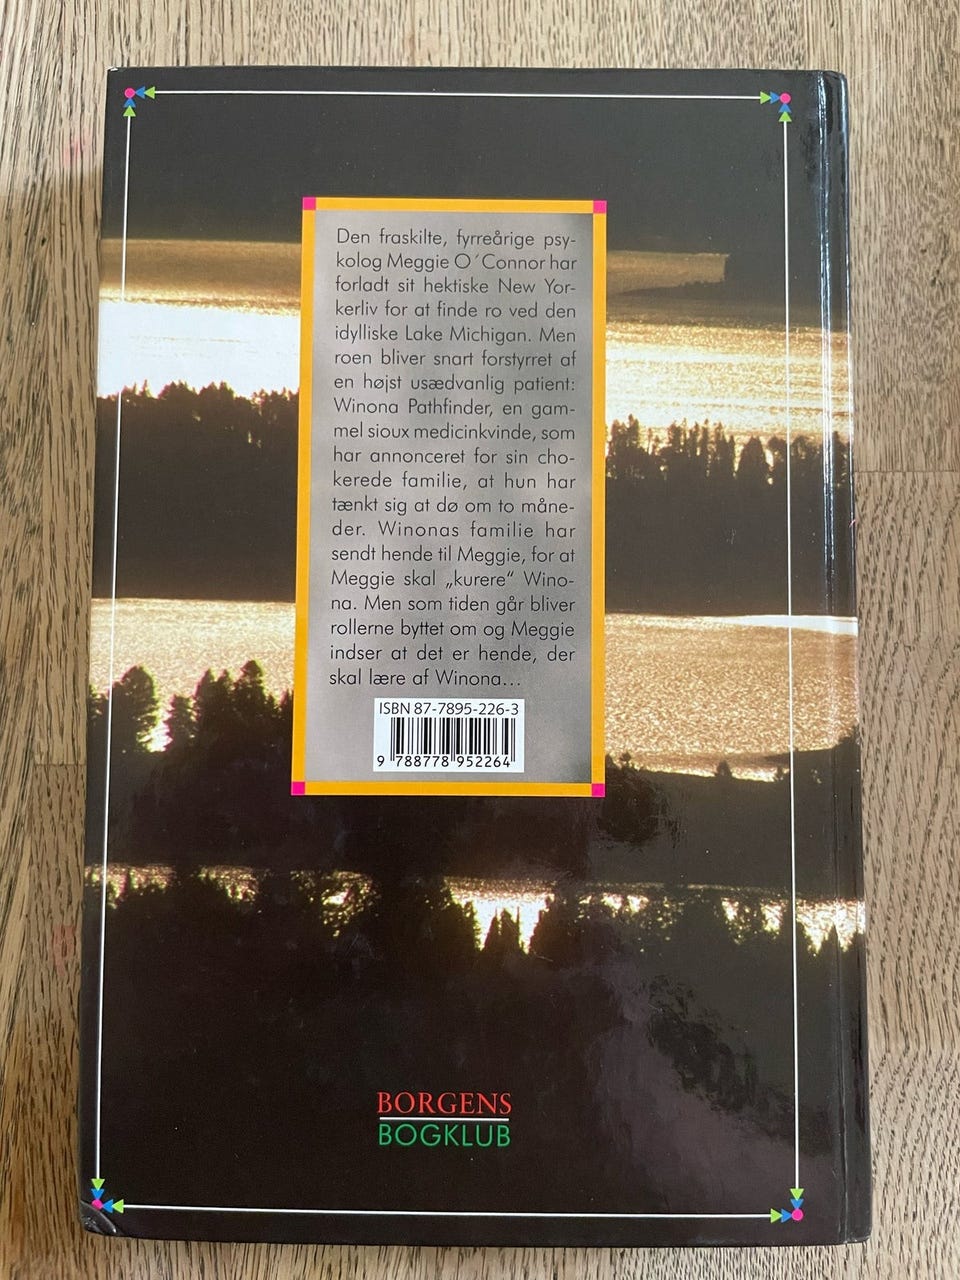 Den fraskilte, fyrreårige psy-
kolog Meggie O´Connor har
forladt sit hektiske New Yor-
kerliv for at finde ro ved den
idylliske Lake Michigan. Men
roen bliver snart forstyrret af
en højst usædvanlig patient:
Winona Pathfinder, en gam-
mel sioux medicinkvinde, som
har annonceret for sin cho-
kerede familie, at hun har
tænkt sig at dø om to måne-
der. Winonas familie har
sendt hende til Meggie, for at
Meggie skal „kurere“ Wino-
na. Men som tiden går bliver
rollerne byttet om og Meggie
indser at det er hende, der
skal lære af Winona...
ISBN 87-7895-226-3
9 788778 952264
BORGENS
BOGKLUB